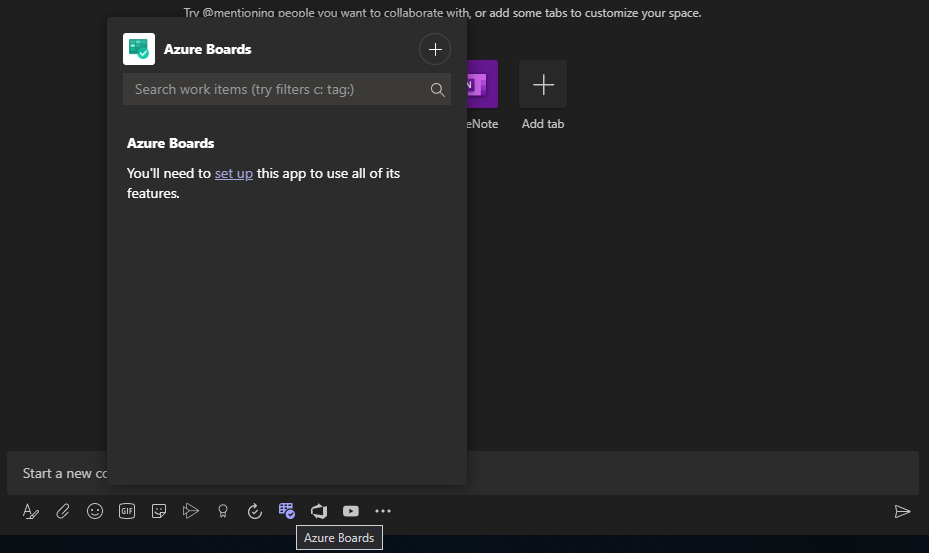 Try @mentioning people you want to collaborate with, or add some tabs to customize your space.
Azure Boards
Search work items (try filters c: tag:)
N
eNote
Add tab
Azure Boards
You'll need to set up this app to use all of its
features.
Start a new co
GIF
Azure Boards